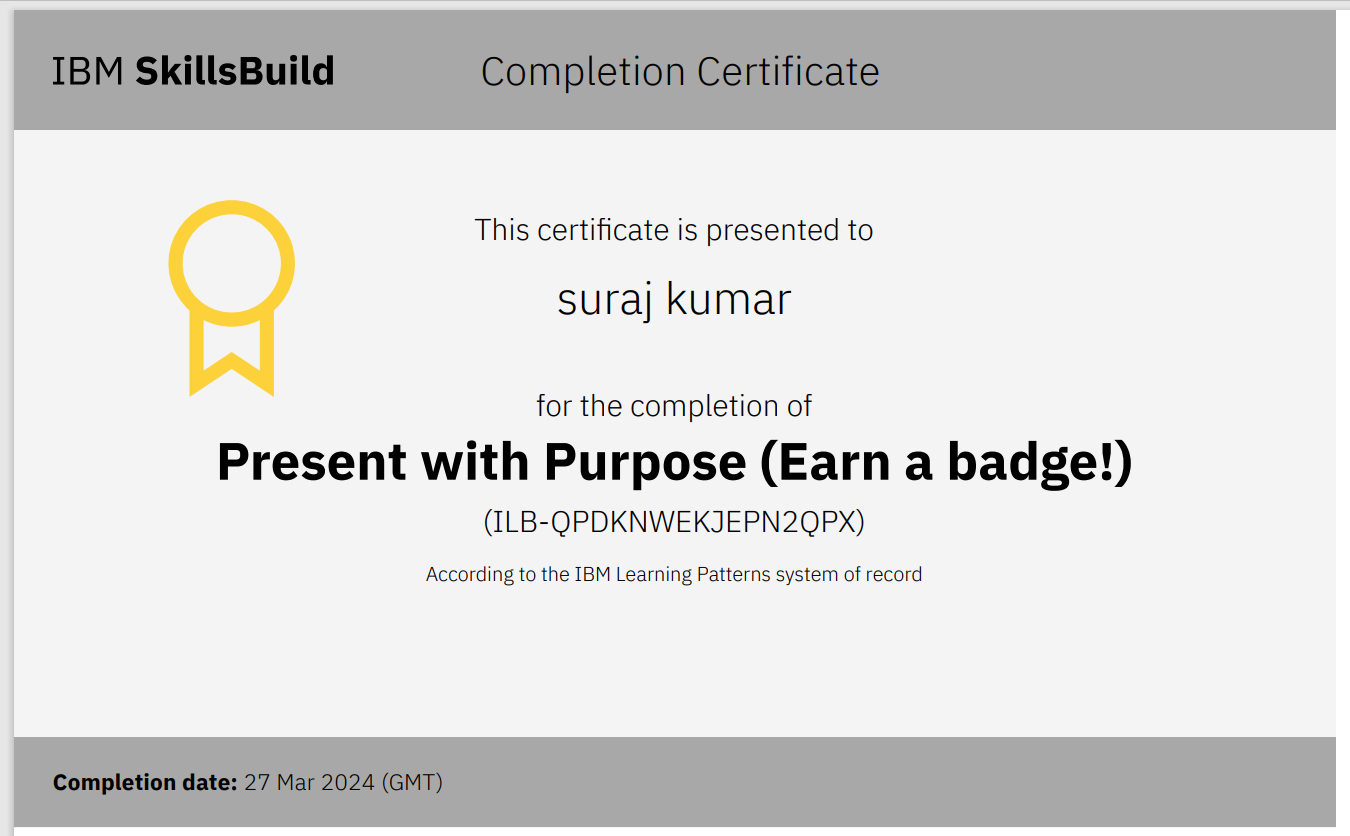 IBM SkillsBuild Completion Certificate
This certificate is presented to
suraj kumar
for the completion of
Present with Purpose (Earn a badge!)
(ILB-QPDKNWEKJEPN2QPX)
According to the IBM Learning Patterns system of record
Completion date: 27 Mar 2024 (GMT)